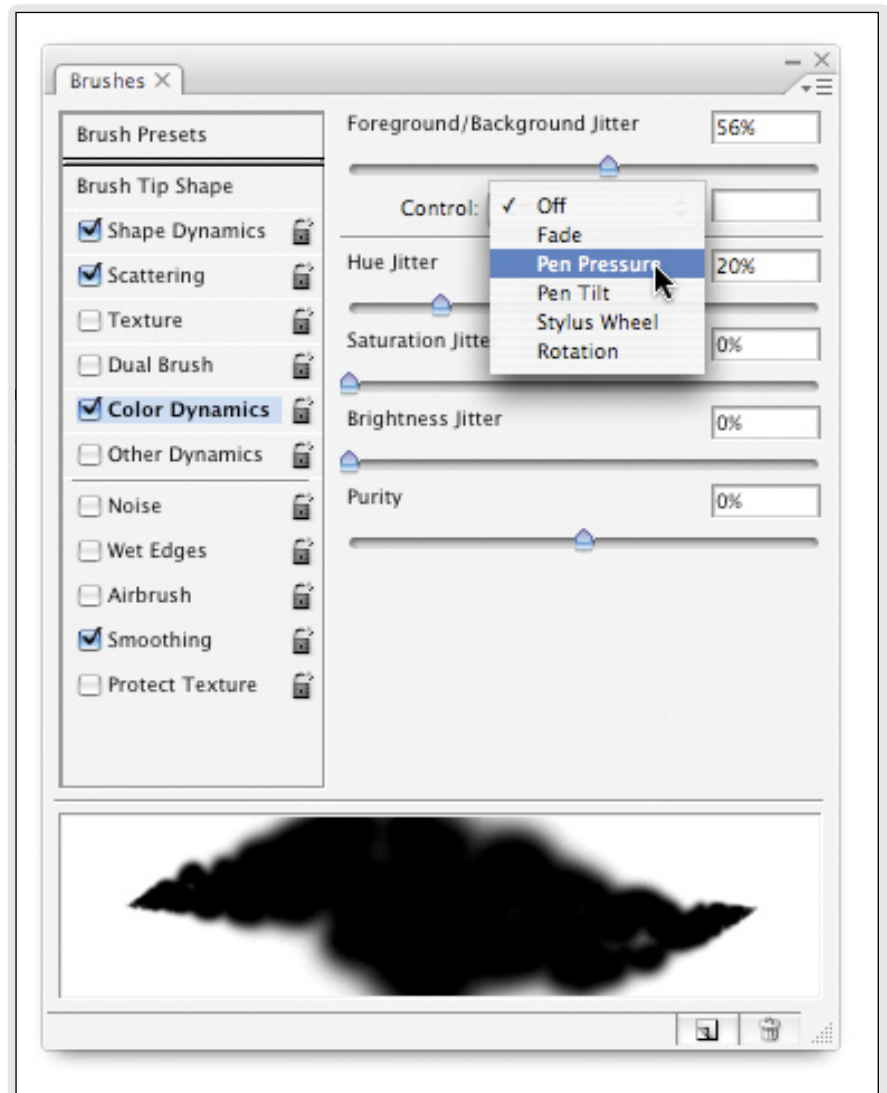 Brushes
Brush Presets
Brush Tip Shape
Shape Dynamics
Scattering
Texture
Dual Brush
Color Dynamics
Other Dynamics
Noise
Wet Edges
Airbrush
Smoothing
Protect Texture
Foreground/Background Jitter 56%
Control:
Off
Fade
Pen Pressure
Pen Tilt
Stylus Wheel
Rotation
Hue Jitter 20%
Saturation Jitte 0%
Brightness Jitter 0%
Purity 0%